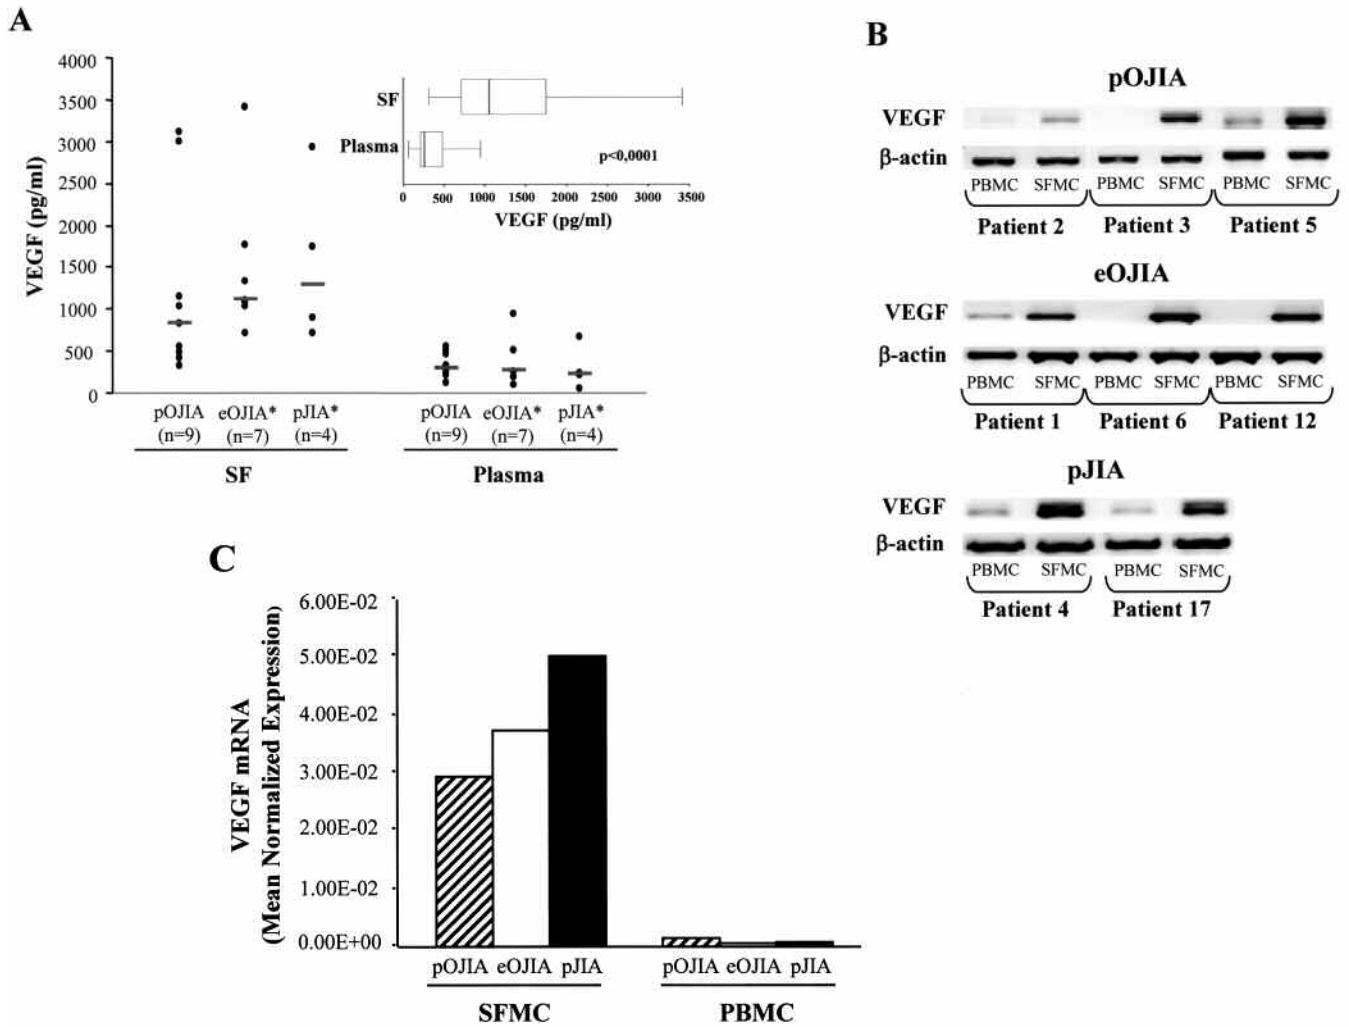 A
4000
3500
3000
2500
2000
1500
1000
500
0
VEGF (pg/ml)
SF
Plasma
p<0,0001
0 500 1000 1500 2000 2500 3000 3500
VEGF (pg/ml)
pOJIA eOJIA* pJIA* pOJIA eOJIA* pJIA*
(n=9) (n=7) (n=4) (n=9) (n=7) (n=4)
SF Plasma
B
pOJIA
VEGF
β-actin
PBMC SFMC PBMC SFMC PBMC SFMC
Patient 2 Patient 3 Patient 5
eOJIA
VEGF
β-actin
PBMC SFMC PBMC SFMC PBMC SFMC
Patient 1 Patient 6 Patient 12
pJIA
VEGF
β-actin
PBMC SFMC PBMC SFMC
Patient 4 Patient 17
C
6.00E-02
5.00E-02
4.00E-02
3.00E-02
2.00E-02
1.00E-02
0.00E+00
VEGF mRNA
(Mean Normalized Expression)
pOJIA eOJIA pJIA pOJIA eOJIA pJIA
SFMC PBMC